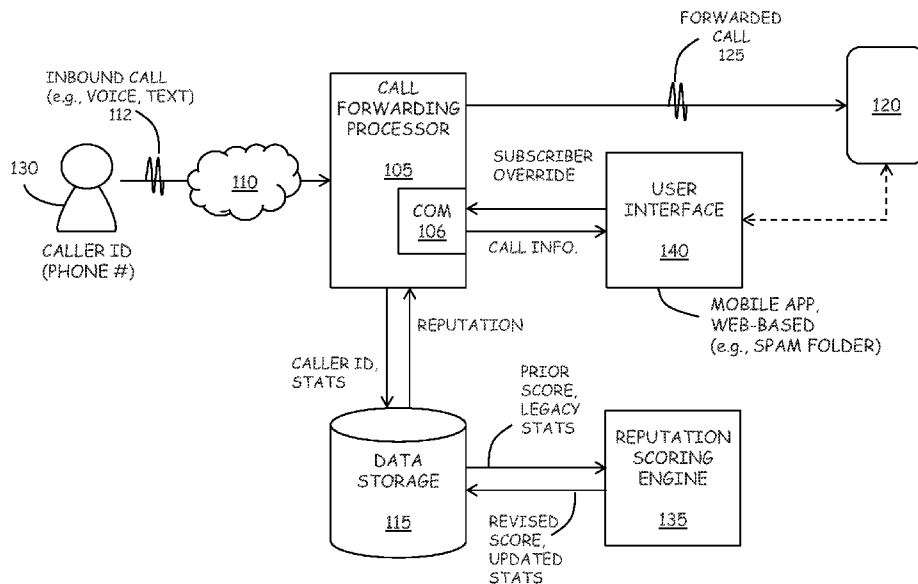 FORWARDED
CALL
125
INBOUND CALL
(e.g., VOICE, TEXT)
112
130
CALLER ID
(PHONE #)
110
CALL
FORWARDING
PROCESSOR
105
COM
106
SUBSCRIBER
OVERRIDE
CALL INFO.
USER
INTERFACE
140
120
MOBILE APP,
WEB-BASED
(e.g., SPAM FOLDER)
REPUTATION
CALLER ID,
STATS
PRIOR
SCORE,
LEGACY
STATS
DATA
STORAGE
115
REVISED
SCORE,
UPDATED
STATS
REPUTATION
SCORING
ENGINE
135